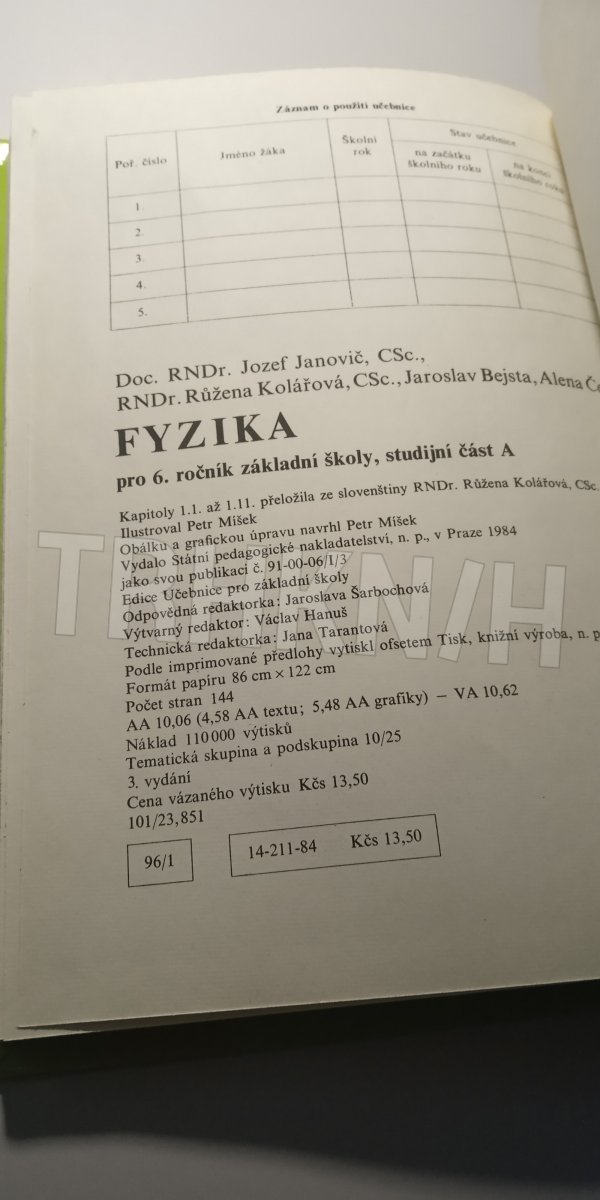 Záznam o použití učebnice
Poř. číslo
Jméno žáka
Školní
rok
Stav učebnice
na začátku
školního roku
na konci
školního roku
1.
2.
3.
4.
5.
Doc. RNDr. Jozef Janovič, CSc.,
RNDr. Růžena Kolářová, CSc., Jaroslav Bejsta, Alena
FYZIKA
pro 6. ročník základní školy, studijní část A
Kapitoly 1.1. až 1.11. přeložila ze slovenštiny RNDr. Růžena Kolářová, CSc.
Ilustroval Petr Míšek
Obálku a grafickou úpravu navrhl Petr Míšek
Vydalo Státní pedagogické nakladatelství, n. p., v Praze 1984
jako svou publikaci č. 91-00-06/I/3
Edice Učebnice pro základní školy
Odpovědná redaktorka: Jaroslava Šarbochová
Výtvarný redaktor: Václav Hanuš
Technická redaktorka: Jana Tarantová
Podle imprimované předlohy vytiskl ofsetem Tisk, knižní výroba, n. p
Formát papíru 86 cm × 122 cm
Počet stran 144
AA 10,06 (4,58 AA textu; 5,48 AA grafiky) – VA 10,62
Náklad 110 000 výtisků
Tematická skupina a podskupina 10/25
3. vydání
Cena vázaného výtisku Kčs 13,50
101/23,851
96/1
14-211-84 Kčs 13,50